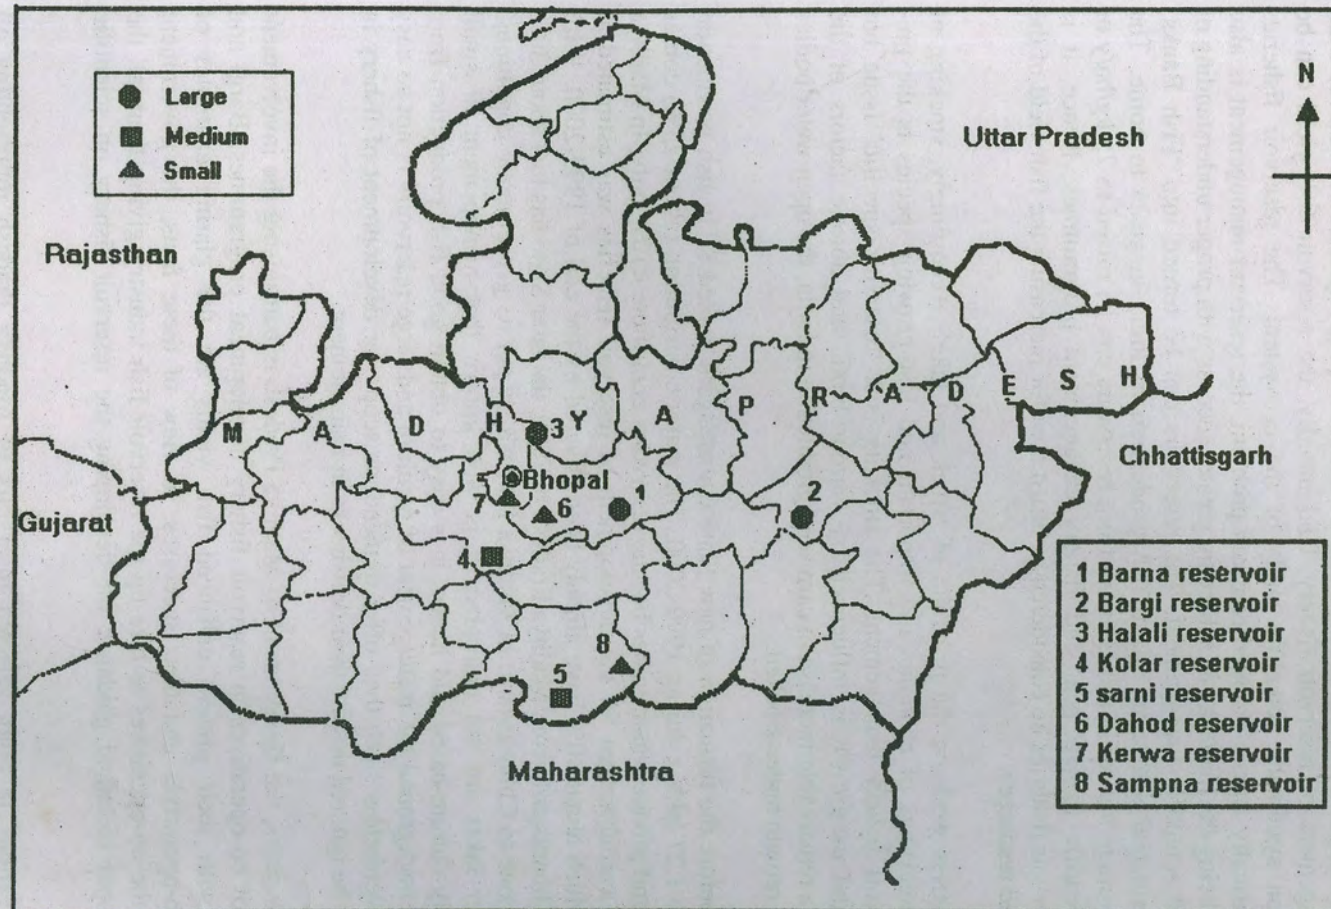 Large
Medium
Small
N
Uttar Pradesh
Rajasthan
M A D H Y A P R A D E S H
3
Bhopal
7
6
1
2
4
Chhattisgarh
Gujarat
8
5
Maharashtra
1 Barna reservoir
2 Bargi reservoir
3 Halali reservoir
4 Kolar reservoir
5 sarni reservoir
6 Dahod reservoir
7 Kerwa reservoir
8 Sampna reservoir